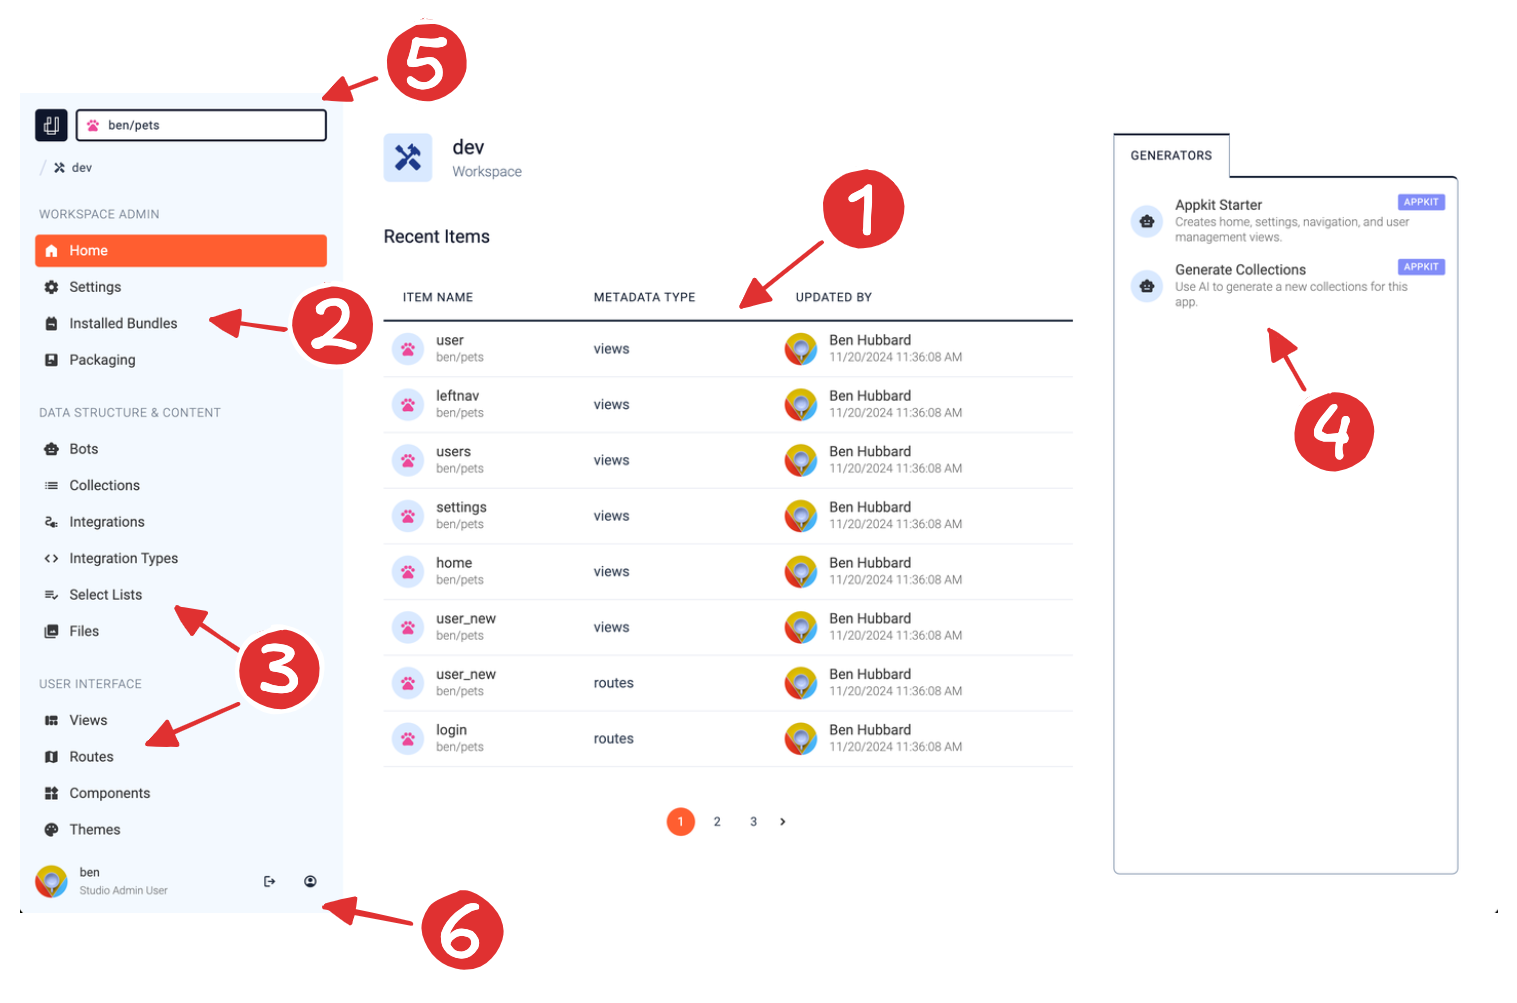 5
ben/pets
/ dev
WORKSPACE ADMIN
Home
Settings
Installed Bundles
Packaging
2
DATA STRUCTURE & CONTENT
Bots
Collections
Integrations
Integration Types
Select Lists
Files
3
USER INTERFACE
Views
Routes
Components
Themes
ben
Studio Admin User
6
dev
Workspace
1
Recent Items
ITEM NAME METADATA TYPE UPDATED BY
user views Ben Hubbard
ben/pets 11/20/2024 11:36:08 AM
leftnav views Ben Hubbard
ben/pets 11/20/2024 11:36:08 AM
users views Ben Hubbard
ben/pets 11/20/2024 11:36:08 AM
settings views Ben Hubbard
ben/pets 11/20/2024 11:36:08 AM
home views Ben Hubbard
ben/pets 11/20/2024 11:36:08 AM
user_new views Ben Hubbard
ben/pets 11/20/2024 11:36:08 AM
user_new routes Ben Hubbard
ben/pets 11/20/2024 11:36:08 AM
login routes Ben Hubbard
ben/pets 11/20/2024 11:36:08 AM
1 2 3 >
GENERATORS
Appkit Starter APPKIT
Creates home, settings, navigation, and user
management views.
Generate Collections APPKIT
Use AI to generate a new collections for this
app.
4